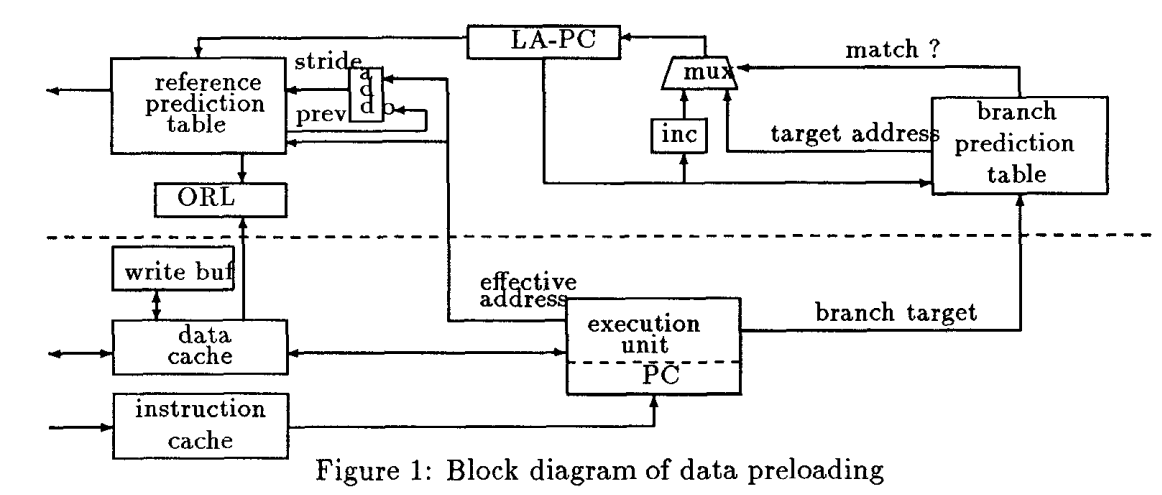 LA-PC
match ?
stride
reference
prediction
table
a
d
d
o
prev
mux
inc
target address
branch
prediction
table
ORL
write buf
effective
address
data
cache
execution
unit
PC
branch target
instruction
cache
Figure 1: Block diagram of data preloading